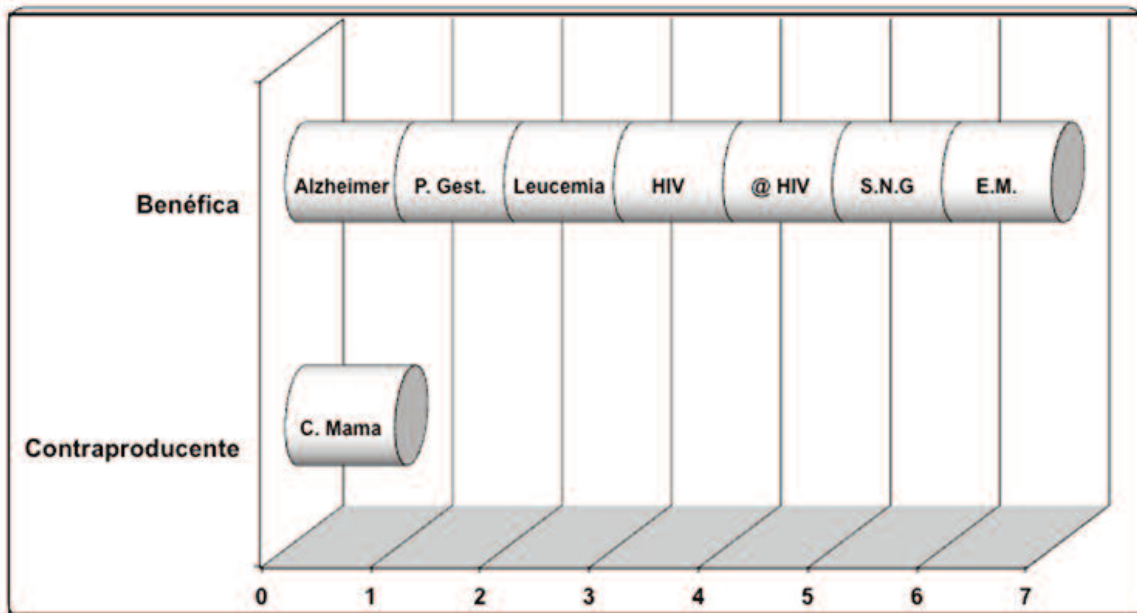 Benéfica
Alzheimer P. Gest. Leucemia HIV @ HIV S.N.G E.M.
Contraproducente
C. Mama
0 1 2 3 4 5 6 7